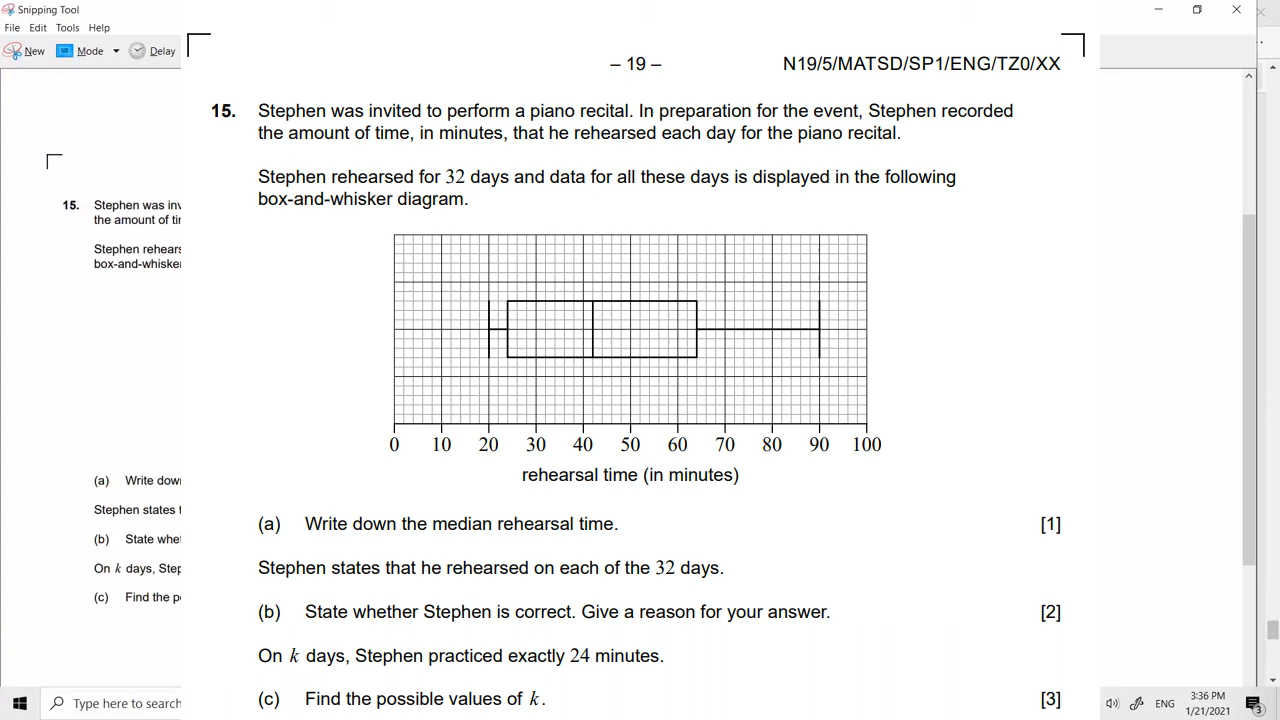 Snipping Tool
File Edit Tools Help
New Mode Delay
– 19 – N19/5/MATSD/SP1/ENG/TZ0/XX
15. Stephen was invited to perform a piano recital. In preparation for the event, Stephen recorded
the amount of time, in minutes, that he rehearsed each day for the piano recital.
Stephen rehearsed for 32 days and data for all these days is displayed in the following
box-and-whisker diagram.
0 10 20 30 40 50 60 70 80 90 100
rehearsal time (in minutes)
(a) Write down the median rehearsal time. [1]
Stephen states that he rehearsed on each of the 32 days.
(b) State whether Stephen is correct. Give a reason for your answer. [2]
On k days, Stephen practiced exactly 24 minutes.
(c) Find the possible values of k. [3]
15. Stephen was
the amount of
Stephen
box-and-whisker
(a) Write
Stephen states
(b) State
On k days,
(c) Find the
Type here to search
ENG
3:36 PM
1/21/2021
3